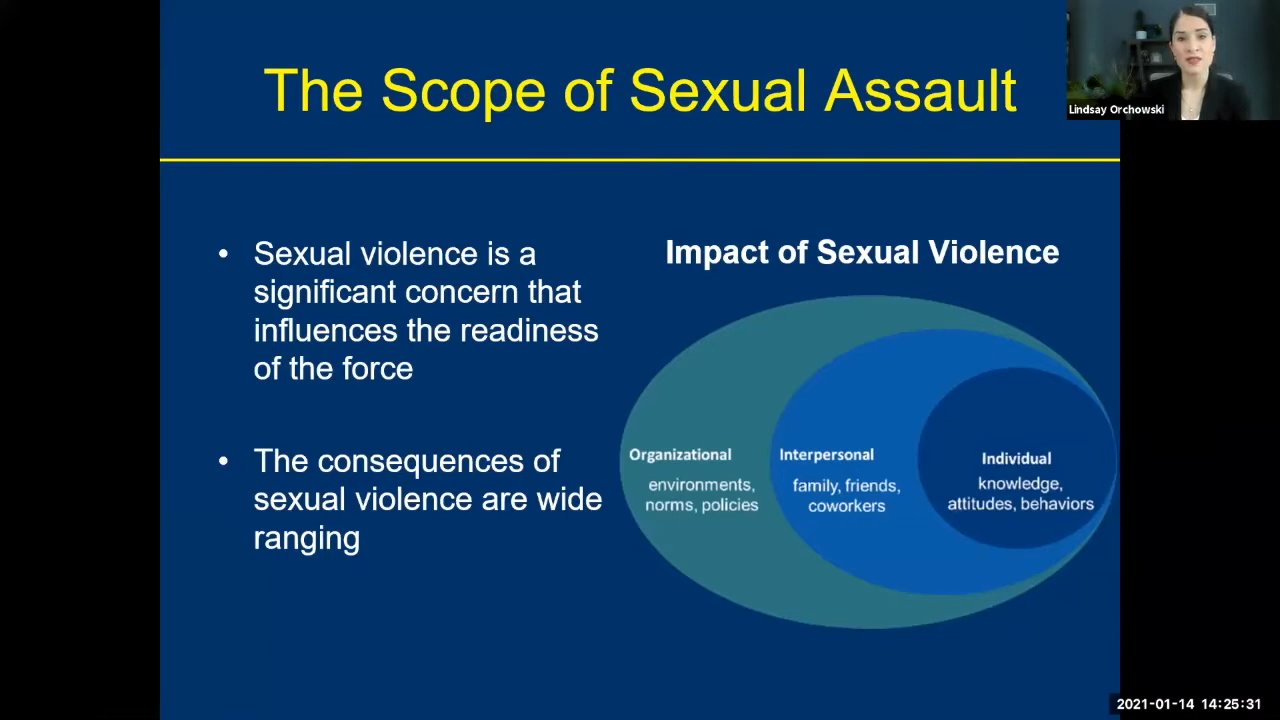 The Scope of Sexual Assault
Lindsay Orchowski
• Sexual violence is a
significant concern that
influences the readiness
of the force
• The consequences of
sexual violence are wide
ranging
Impact of Sexual Violence
Organizational
environments,
norms, policies
Interpersonal
family, friends,
coworkers
Individual
knowledge,
attitudes, behaviors
2021-01-14 14:25:31